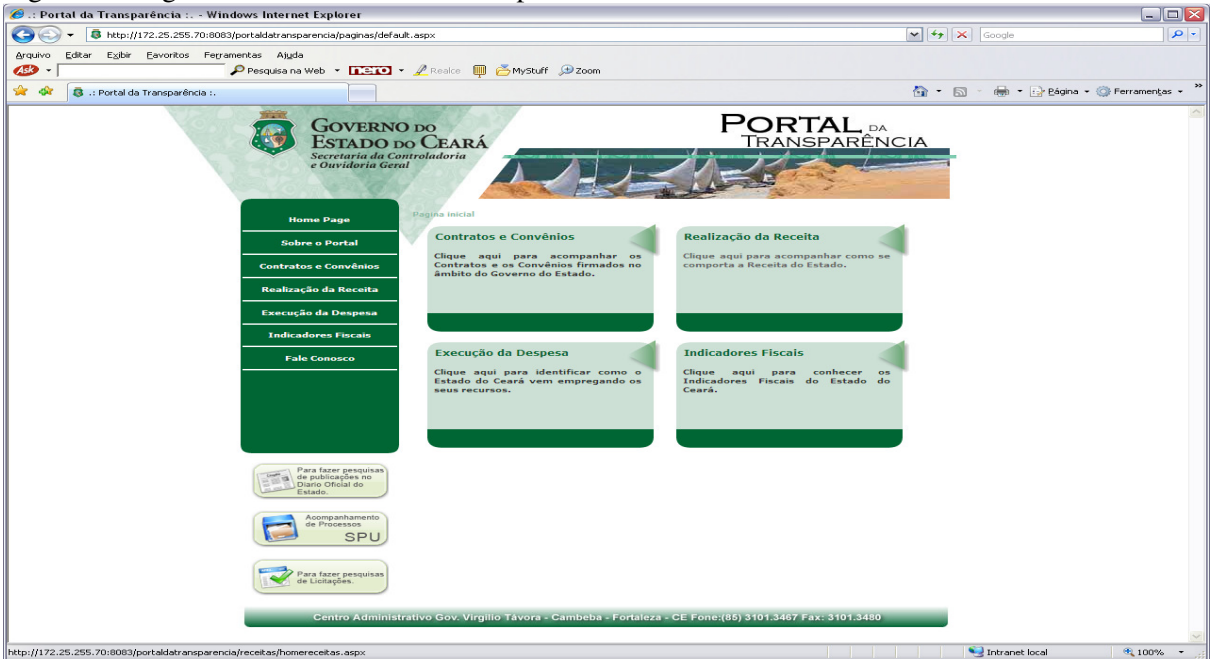 .: Portal da Transparência :. - Windows Internet Explorer
http://172.25.255.70:8083/portaldatransparencia/paginas/default.aspx
Google
Arquivo Editar Exibir Favoritos Ferramentas Ajuda
Ask
Pesquisa na Web
nero
Realce
MyStuff
Zoom
.: Portal da Transparência :.
Página
Ferramentas
GOVERNO DO
ESTADO DO CEARÁ
Secretaria da Controladoria
e Ouvidoria Geral
PORTAL DA
TRANSPARÊNCIA
Home Page
Sobre o Portal
Contratos e Convênios
Realização da Receita
Execução da Despesa
Indicadores Fiscais
Fale Conosco
Pagina inicial
Contratos e Convênios
Clique aqui para acompanhar os
Contratos e os Convênios firmados no
âmbito do Governo do Estado.
Realização da Receita
Clique aqui para acompanhar como se
comporta a Receita do Estado.
Execução da Despesa
Clique aqui para identificar como o
Estado do Ceará vem empregando os
seus recursos.
Indicadores Fiscais
Clique aqui para conhecer os
Indicadores Fiscais do Estado do
Ceará.
Para fazer pesquisas
de publicações no
Diario Oficial do
Estado.
Acompanhamento
de Processos
SPU
Para fazer pesquisas
de Licitações.
Centro Administrativo Gov. Virgílio Távora - Cambeba - Fortaleza - CE Fone:(85) 3101.3467 Fax: 3101.3480
http://172.25.255.70:8083/portaldatransparencia/receitas/homereceitas.aspx
Intranet local
100%